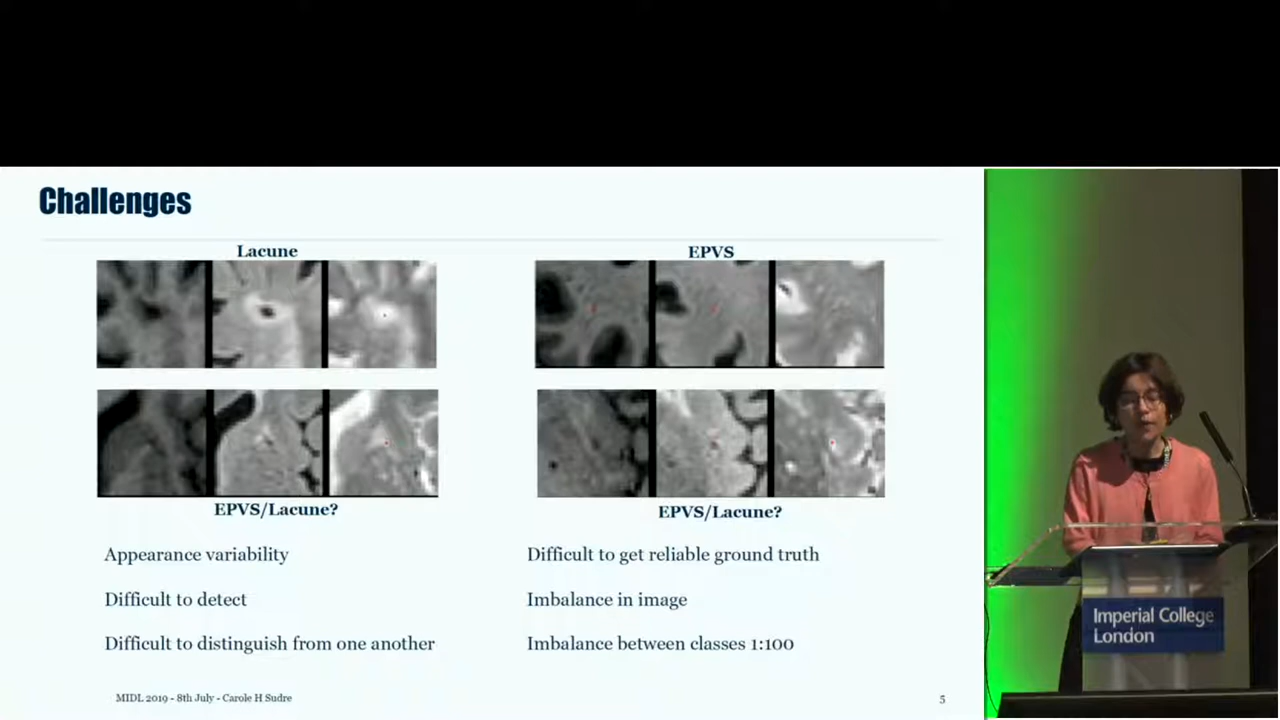 Challenges
Lacune
EPVS
EPVS/Lacune?
EPVS/Lacune?
Appearance variability
Difficult to detect
Difficult to distinguish from one another
Difficult to get reliable ground truth
Imbalance in image
Imbalance between classes 1:100
MIDL 2019 - 8th July - Carole H Sudre
5
Imperial College
London